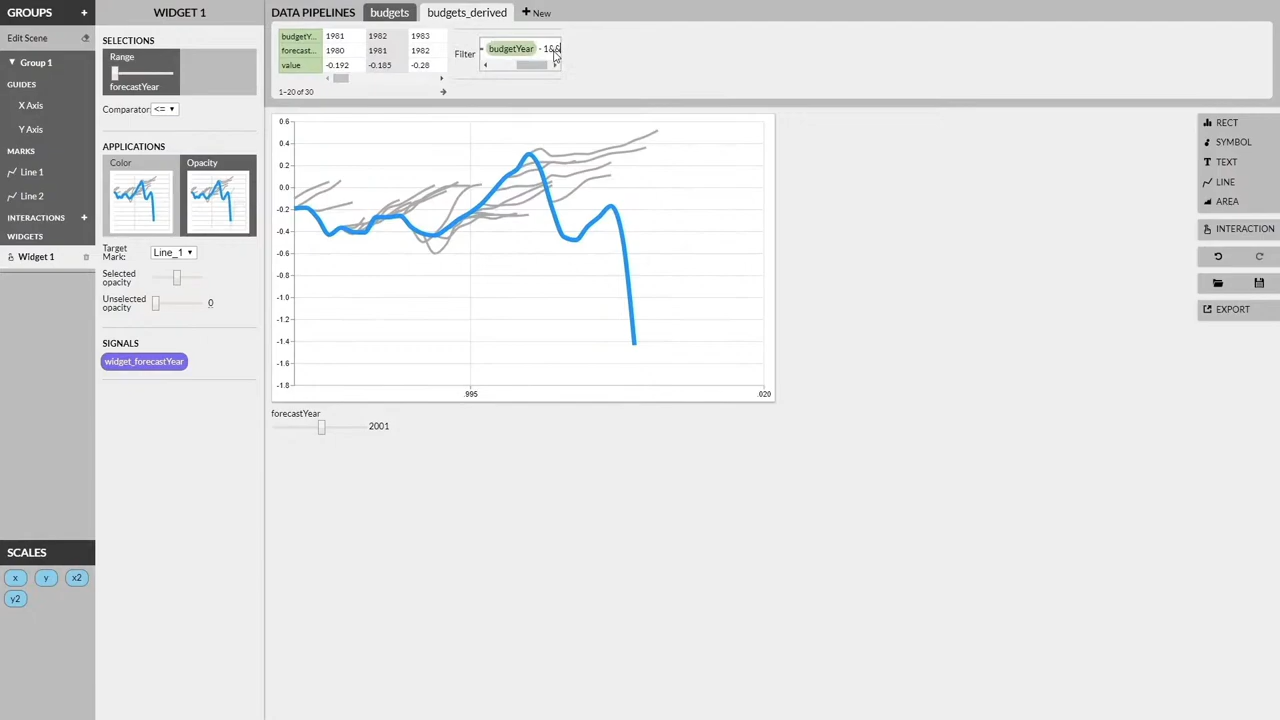 GROUPS +
Edit Scene
Group 1
GUIDES
X Axis
Y Axis
MARKS
Line 1
Line 2
INTERACTIONS +
WIDGETS
Widget 1
SCALES
x y x2
y2
WIDGET 1
SELECTIONS
Range
forecastYear
Comparator: <=
APPLICATIONS
Color Opacity
Target Mark: Line_1
Selected opacity
Unselected opacity 0
SIGNALS
widget_forecastYear
DATA PIPELINES budgets budgets_derived + New
budgetY... 1981 1982 1983
forecast... 1980 1981 1982
value -0.192 -0.185 -0.28
1–20 of 30
Filter = budgetYear - 1&&
0.6
0.4
0.2
0.0
-0.2
-0.4
-0.6
-0.8
-1.0
-1.2
-1.4
-1.6
-1.8
.995 .020
forecastYear
2001
RECT
SYMBOL
TEXT
LINE
AREA
INTERACTION
EXPORT